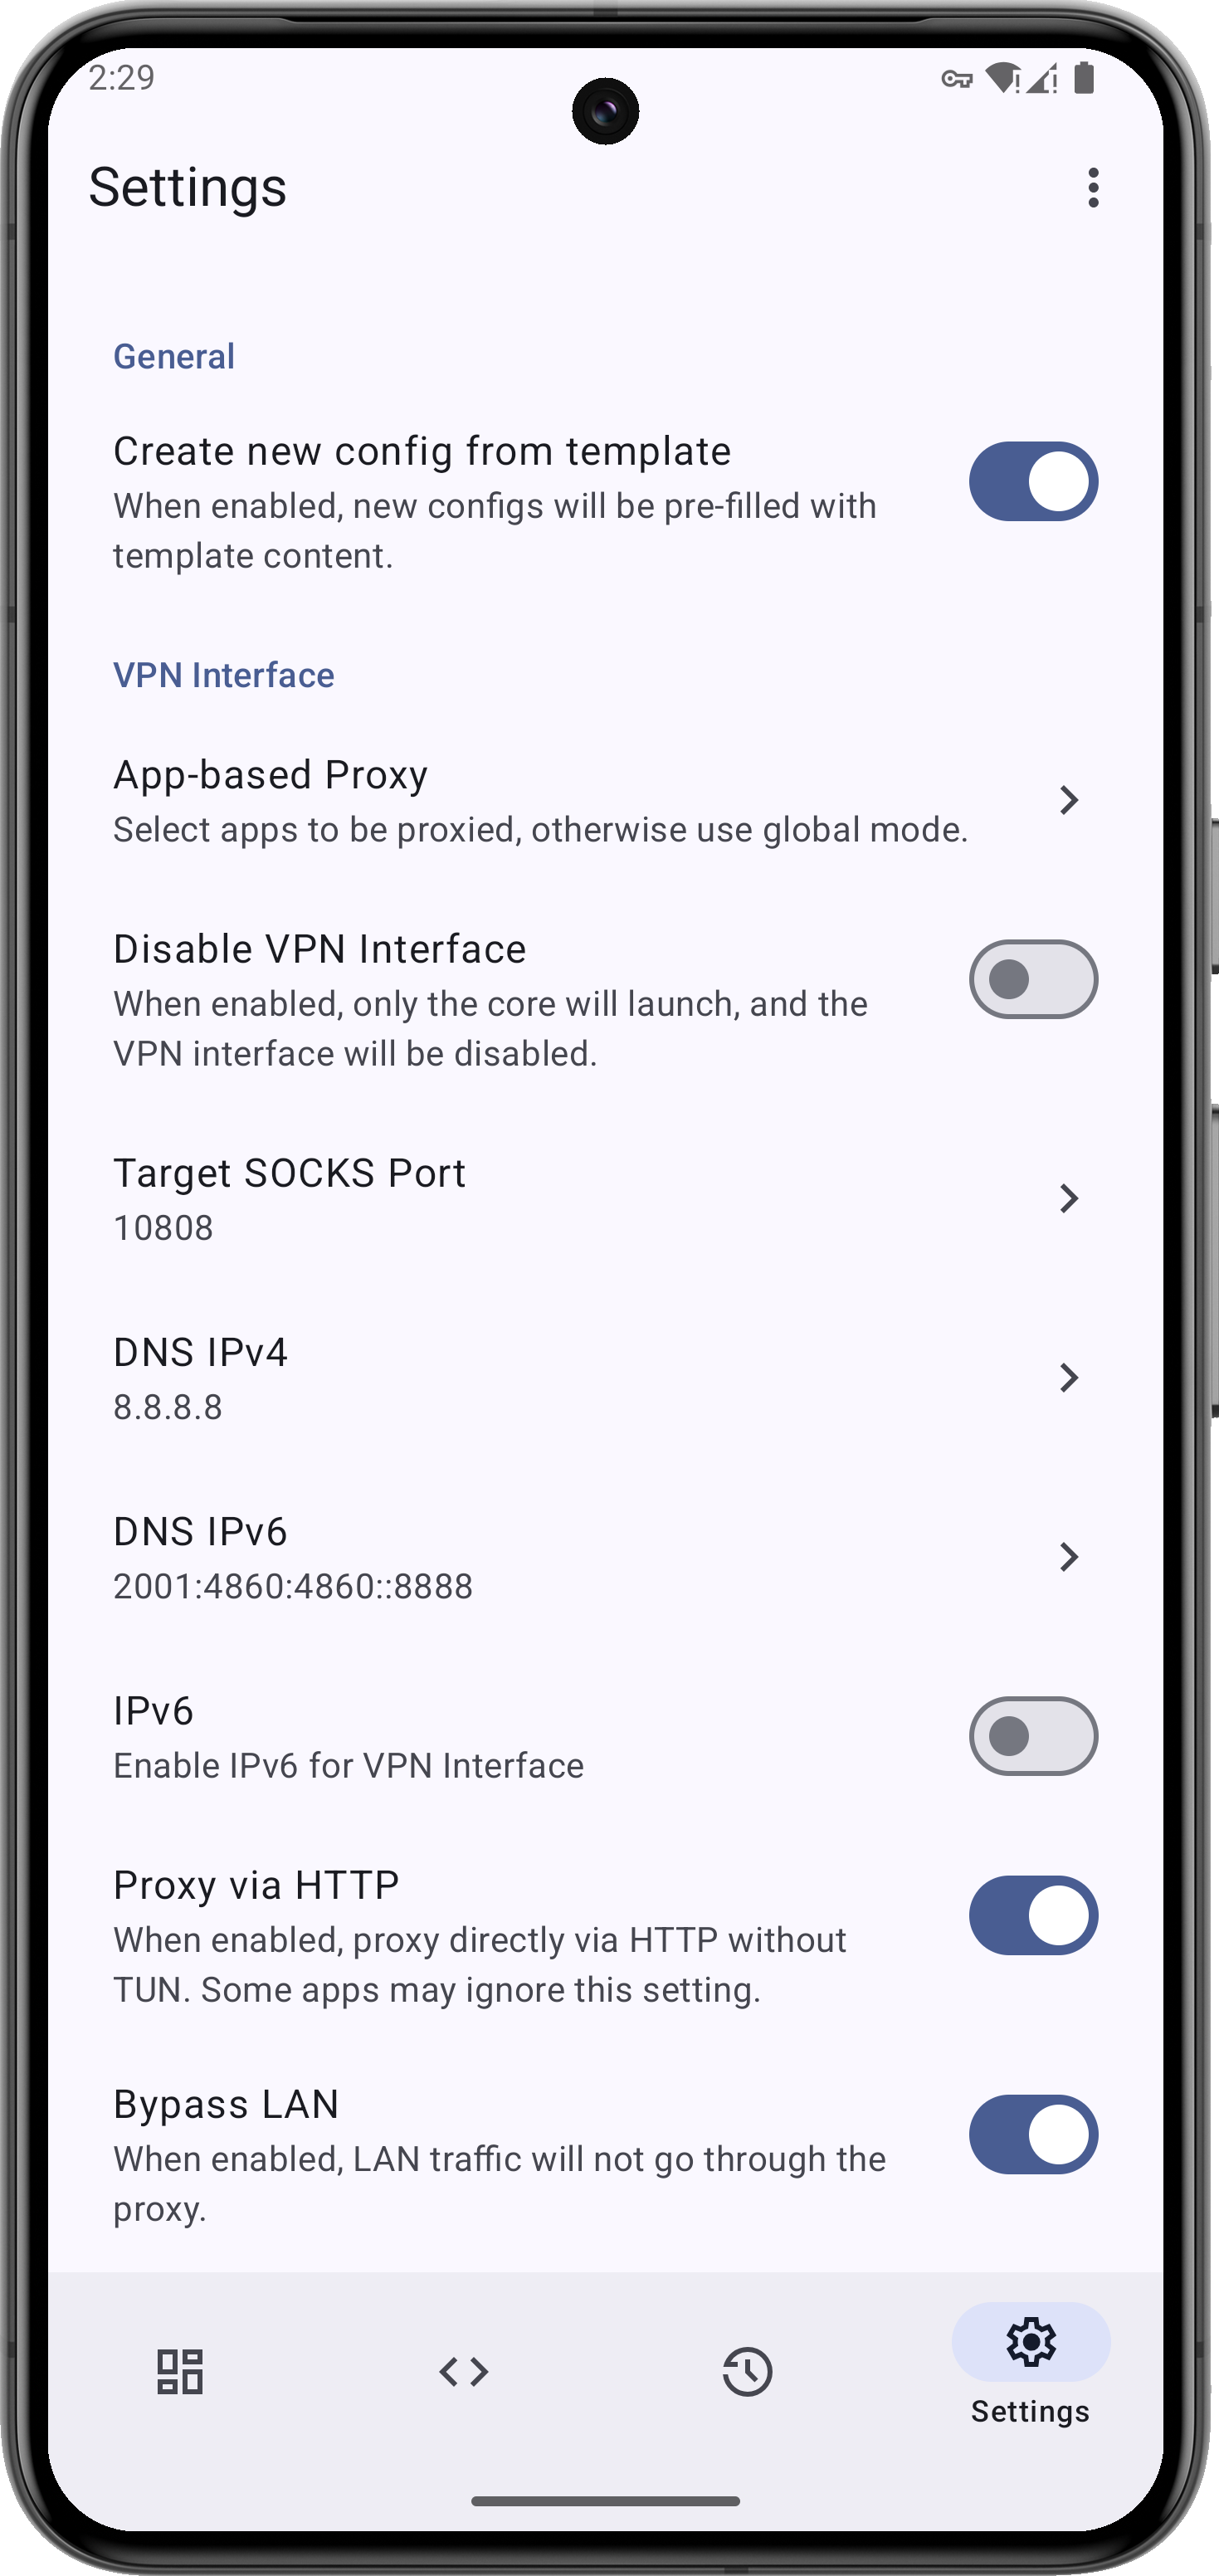 2:29
Settings
General
Create new config from template
When enabled, new configs will be pre-filled with
template content.
VPN Interface
App-based Proxy
Select apps to be proxied, otherwise use global mode.
Disable VPN Interface
When enabled, only the core will launch, and the
VPN interface will be disabled.
Target SOCKS Port
10808
DNS IPv4
8.8.8.8
DNS IPv6
2001:4860:4860::8888
IPv6
Enable IPv6 for VPN Interface
Proxy via HTTP
When enabled, proxy directly via HTTP without
TUN. Some apps may ignore this setting.
Bypass LAN
When enabled, LAN traffic will not go through the
proxy.
Settings